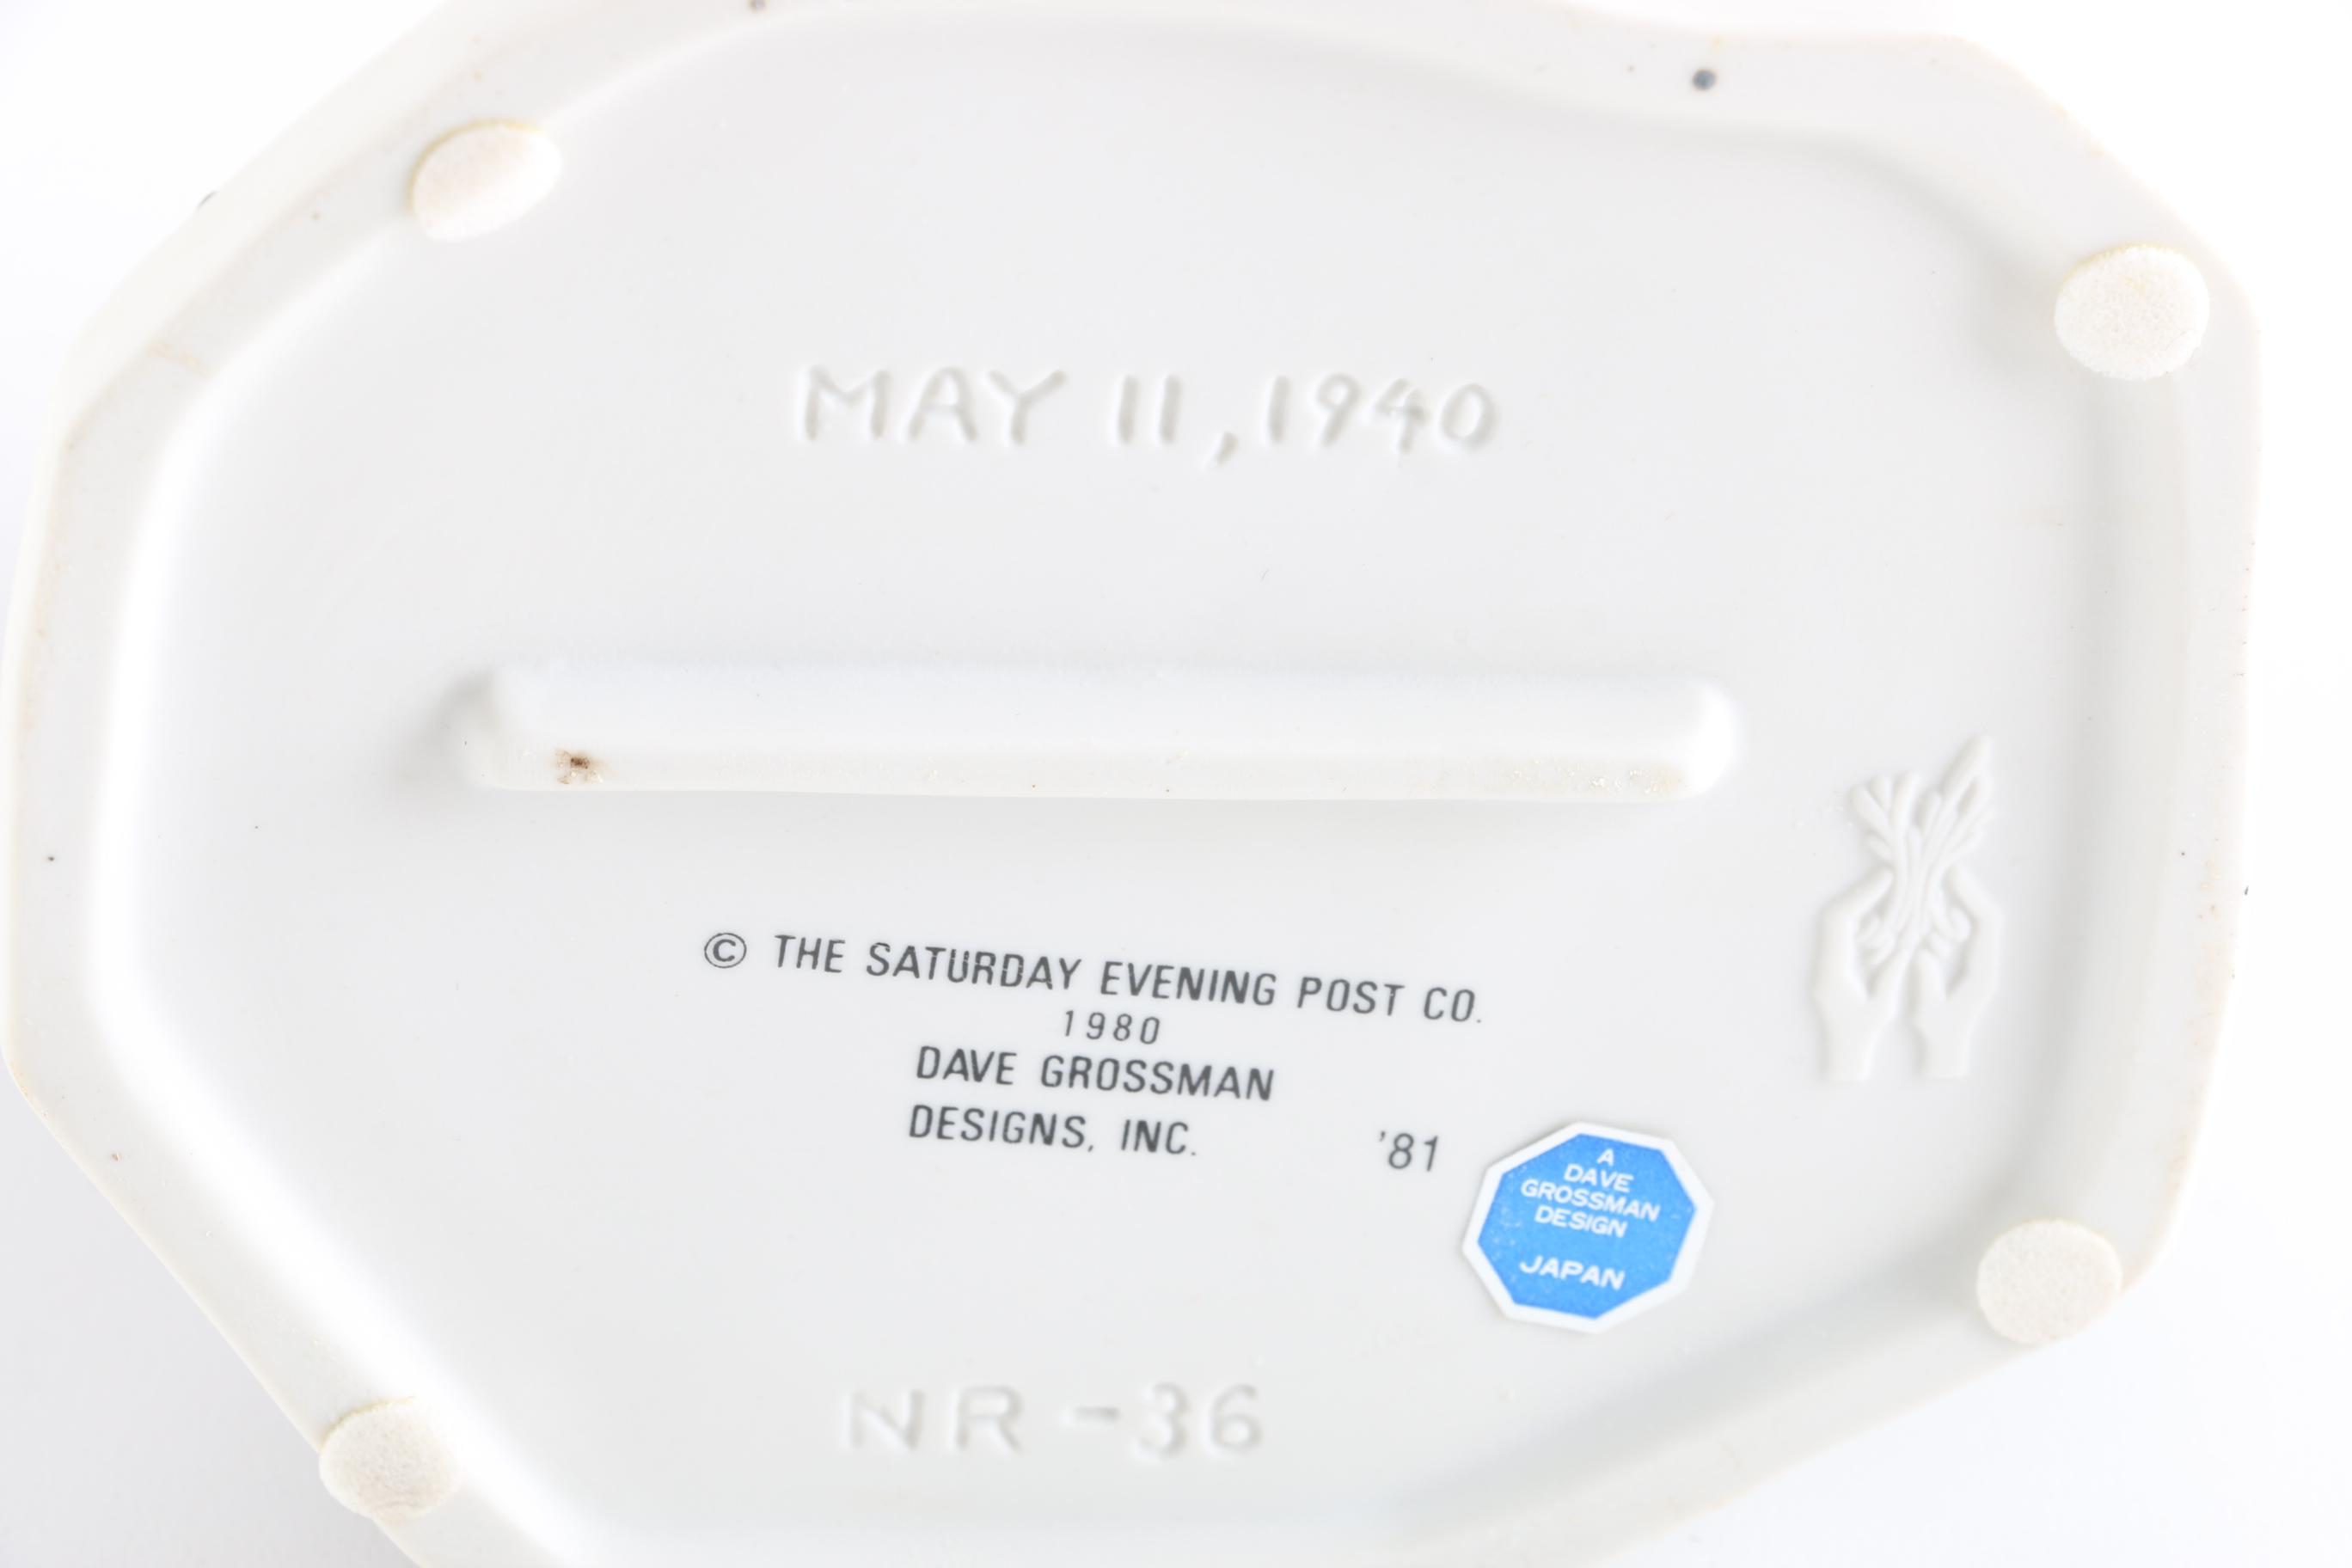 MAY 11, 1940
© THE SATURDAY EVENING POST CO.
1980
DAVE GROSSMAN
DESIGNS, INC.
'81
A
DAVE
GROSSMAN
DESIGN
JAPAN
NR-36